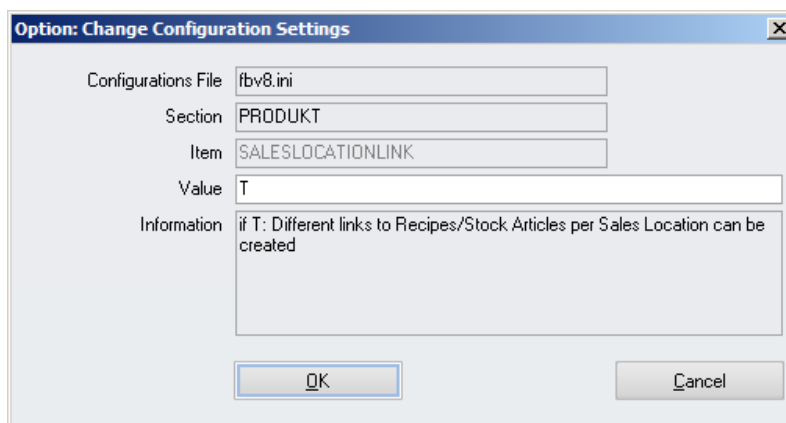 Option: Change Configuration Settings
Configurations File fbv8.ini
Section PRODUKT
Item SALESLOCATIONLINK
Value T
Information if T: Different links to Recipes/Stock Articles per Sales Location can be
created
OK Cancel